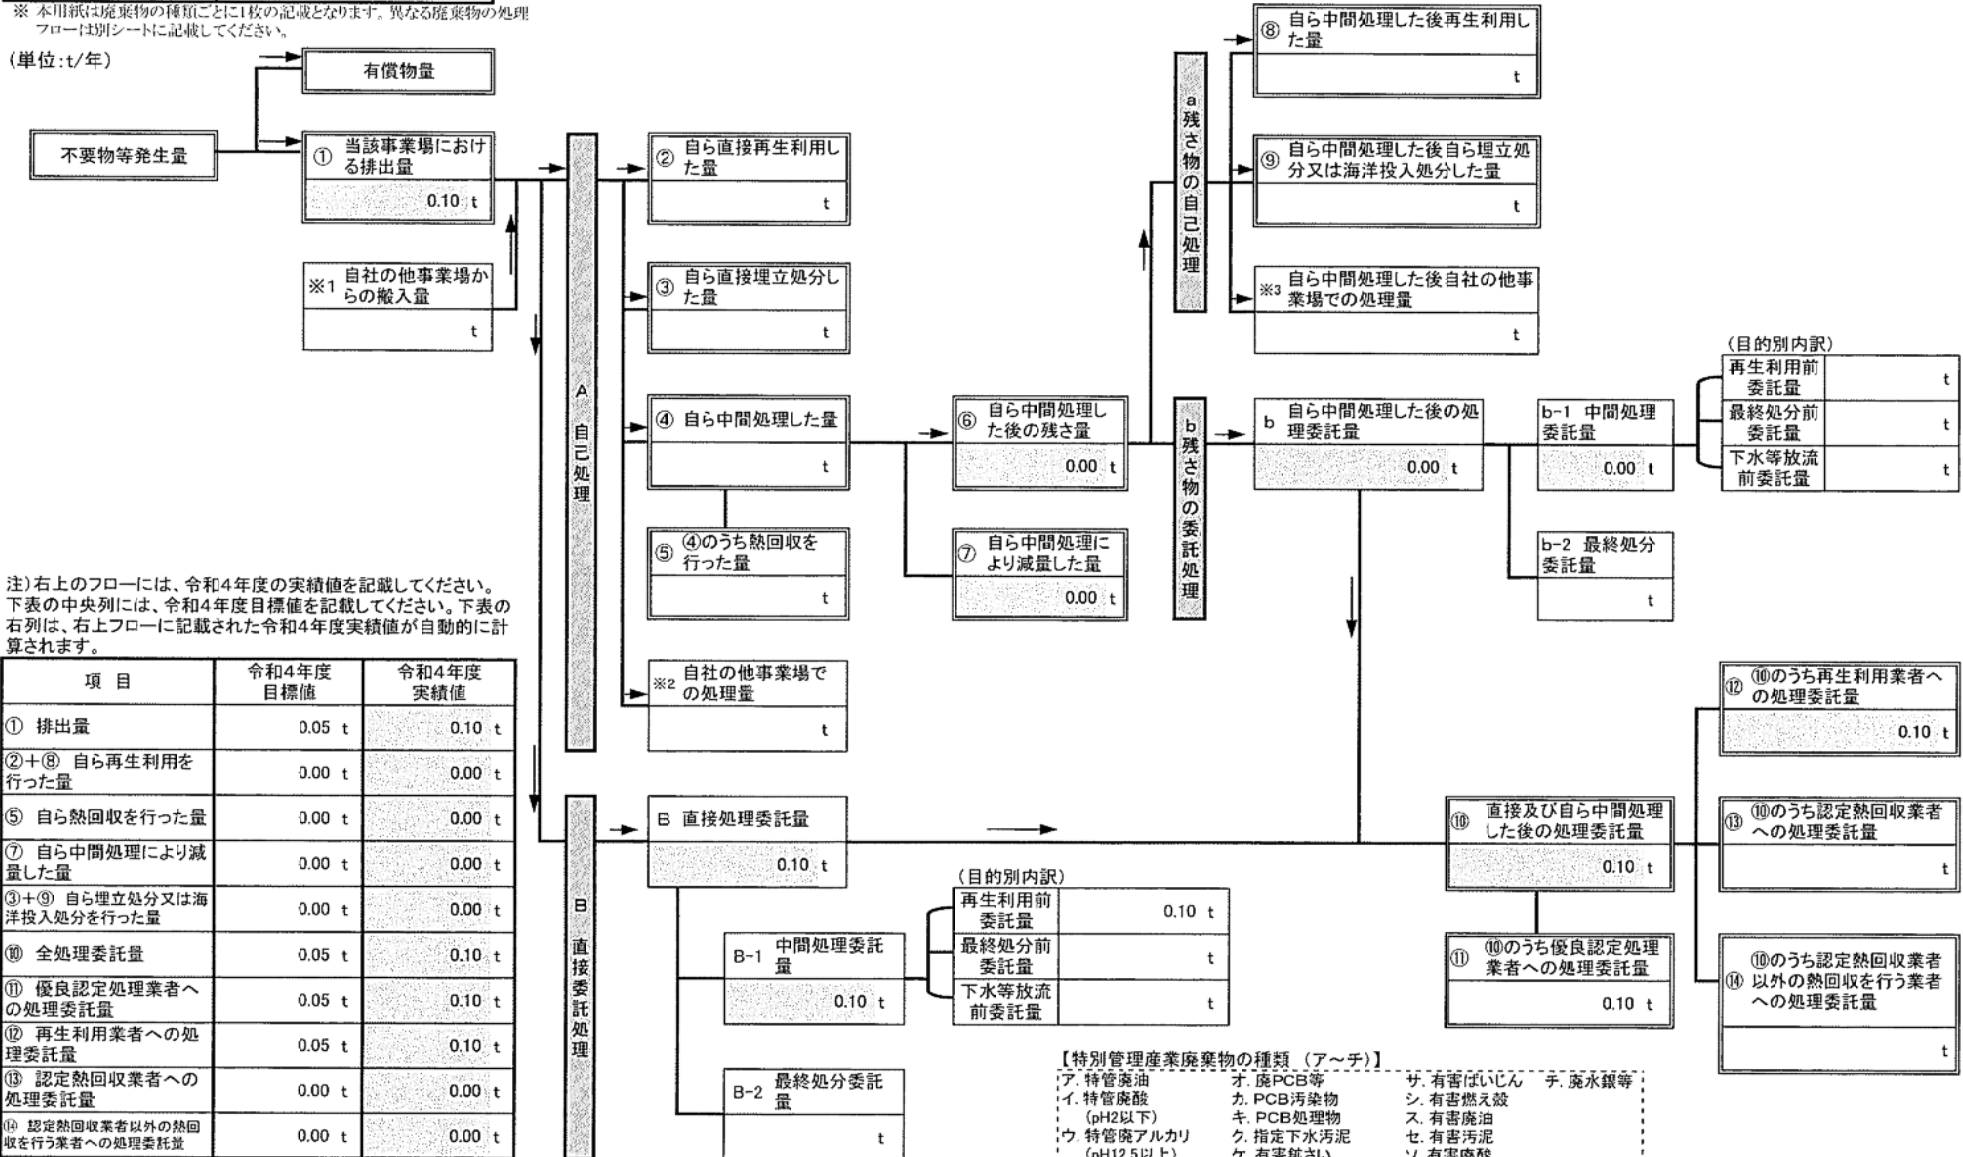 ※ 本用紙は廃棄物の種類ごとに1枚の記載となります。異なる廃棄物の処理
フローは別シートに記載してください。
(単位:t/年)
有償物量
不要物等発生量
① 当該事業場におけ
る排出量
0.10 t
※1 自社の他事業場か
らの搬入量
t
A 自己処理
② 自ら直接再生利用し
た量
t
③ 自ら直接埋立処分し
た量
t
④ 自ら中間処理した量
t
⑤ ④のうち熱回収を
行った量
t
※2 自社の他事業場で
の処理量
t
⑥ 自ら中間処理し
た後の残さ量
0.00 t
⑦ 自ら中間処理に
より減量した量
0.00 t
a残さ物の自己処理
⑧ 自ら中間処理した後再生利用し
た量
t
⑨ 自ら中間処理した後自ら埋立処
分又は海洋投入処分した量
t
※3 自ら中間処理した後自社の他事
業場での処理量
t
b残さ物の委託処理
b 自ら中間処理した後の処
理委託量
0.00 t
b-1 中間処理
委託量
0.00 t
(目的別内訳)
再生利用前
委託量 t
最終処分前
委託量 t
下水等放流
前委託量 t
b-2 最終処分
委託量
t
注)右上のフローには、令和4年度の実績値を記載してください。
下表の中央列には、令和4年度目標値を記載してください。下表の
右列は、右上フローに記載された令和4年度実績値が自動的に計
算されます。
項 目 令和4年度 目標値 令和4年度 実績値
① 排出量 0.05 t 0.10 t
②+⑧ 自ら再生利用を
行った量 0.00 t 0.00 t
⑤ 自ら熱回収を行った量 0.00 t 0.00 t
⑦ 自ら中間処理により減
量した量 0.00 t 0.00 t
③+⑨ 自ら埋立処分又は海
洋投入処分を行った量 0.00 t 0.00 t
⑩ 全処理委託量 0.05 t 0.10 t
⑪ 優良認定処理業者へ
の処理委託量 0.05 t 0.10 t
⑫ 再生利用業者への処
理委託量 0.05 t 0.10 t
⑬ 認定熱回収業者への
処理委託量 0.00 t 0.00 t
⑭ 認定熱回収業者以外の熱回
収を行う業者への処理委託量 0.00 t 0.00 t
B 直接委託処理
B 直接処理委託量
0.10 t
B-1 中間処理委託
量
0.10 t
(目的別内訳)
再生利用前
委託量 0.10 t
最終処分前
委託量 t
下水等放流
前委託量 t
B-2 最終処分委託
量
t
⑩ 直接及び自ら中間処理
した後の処理委託量
0.10 t
⑪ ⑩のうち優良認定処理
業者への処理委託量
0.10 t
⑫ ⑩のうち再生利用業者へ
の処理委託量
0.10 t
⑬ ⑩のうち認定熱回収業者
への処理委託量
t
⑭ ⑩のうち認定熱回収業者
以外の熱回収を行う業者
への処理委託量
t
【特別管理産業廃棄物の種類 (ア~チ)】
ア. 特管廃油 オ. 廃PCB等 サ. 有害ばいじん チ. 廃水銀等
イ. 特管廃酸 カ. PCB汚染物 シ. 有害燃え殻
(pH2以下) キ. PCB処理物 ス. 有害廃油
ウ. 特管廃アルカリ ク. 指定下水汚泥 セ. 有害汚泥
(pH12.5以上) ケ. 有害鉱さい ソ. 有害廃酸